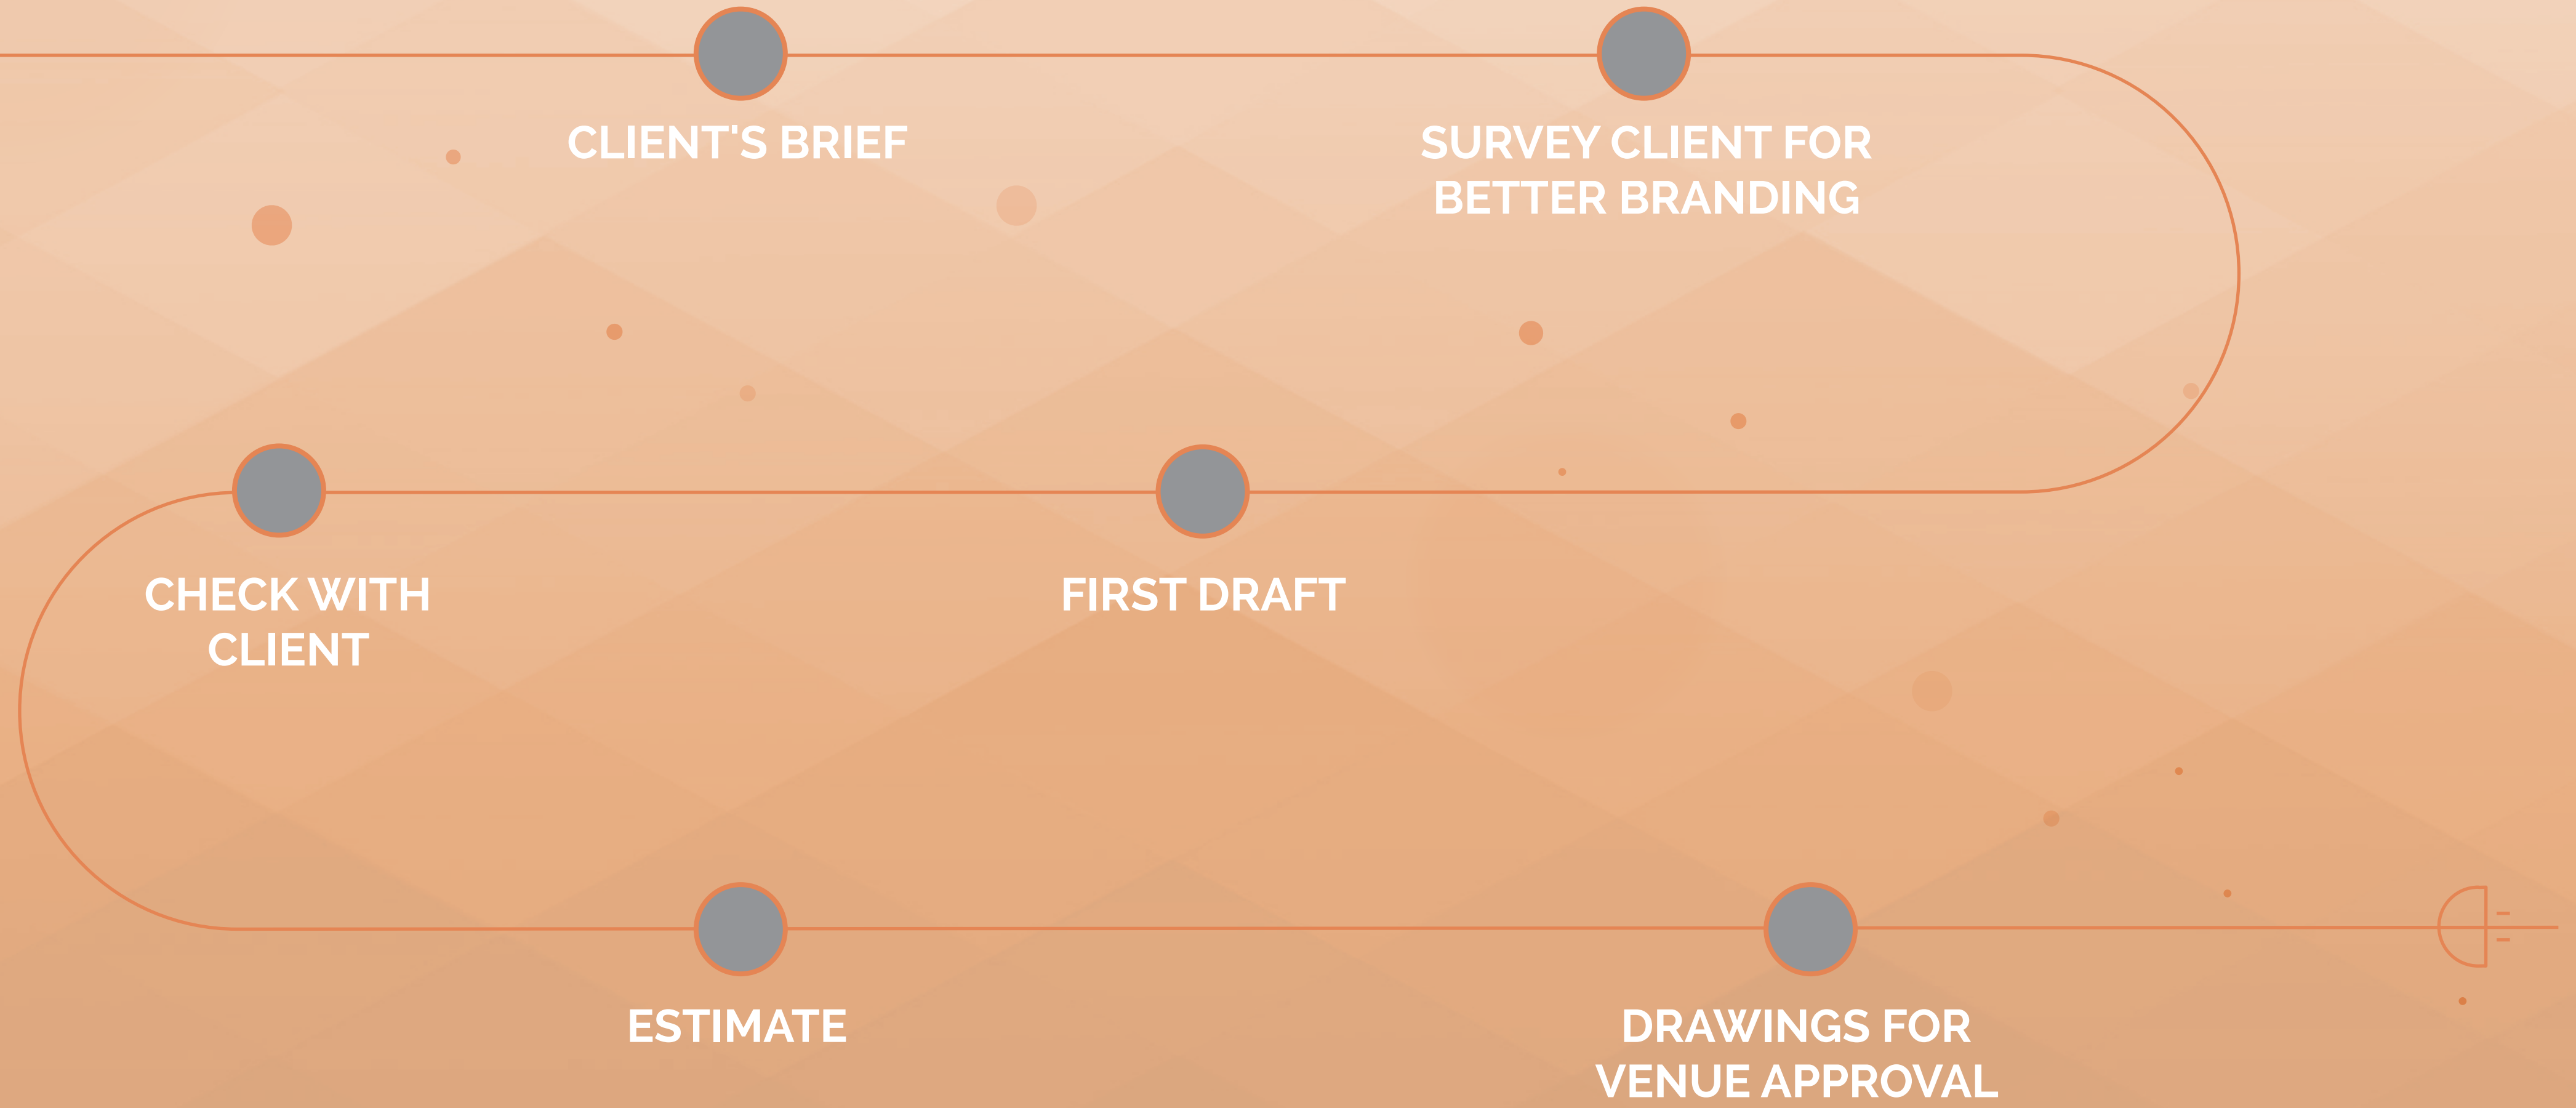 CLIENT'S BRIEF
SURVEY CLIENT FOR
BETTER BRANDING
CHECK WITH
CLIENT
FIRST DRAFT
ESTIMATE
DRAWINGS FOR
VENUE APPROVAL